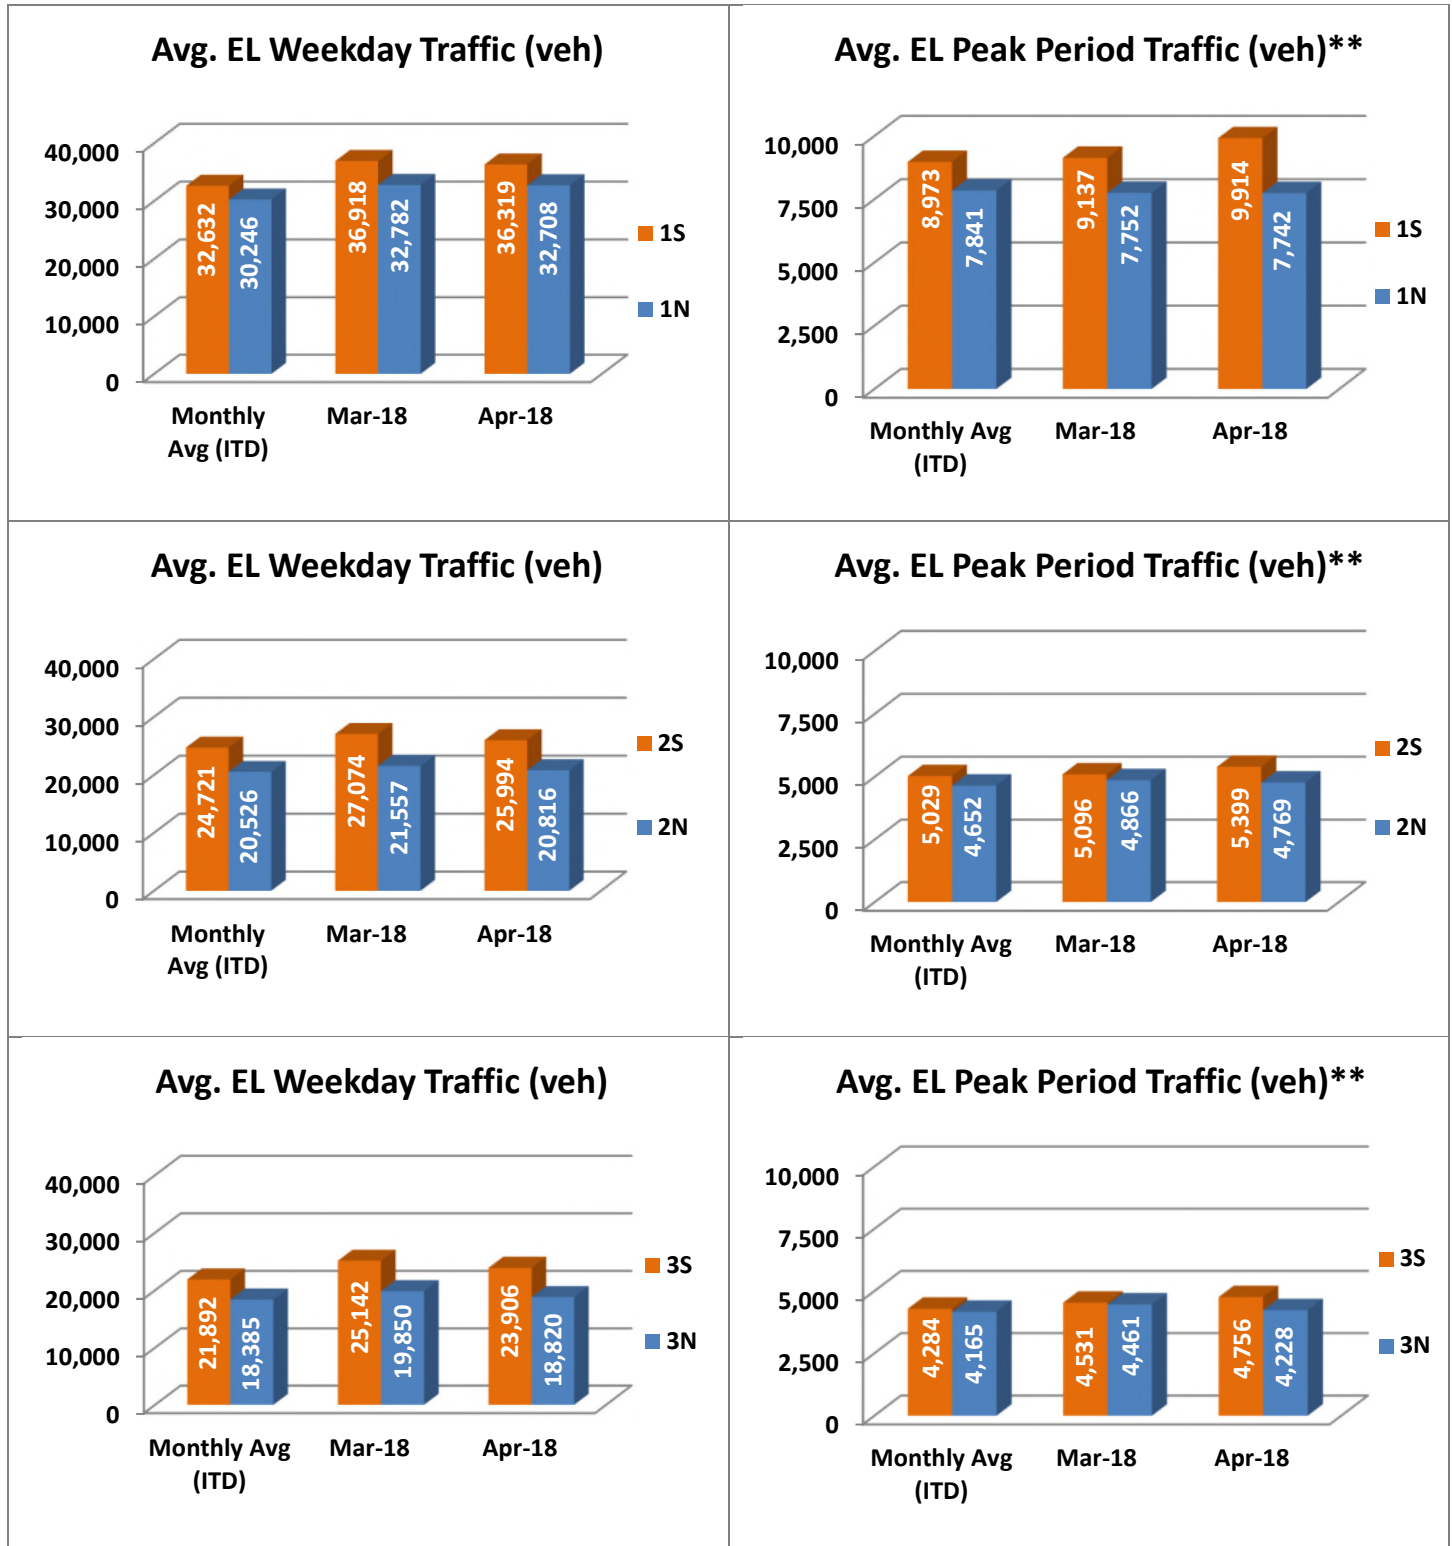 Avg. EL Weekday Traffic (veh)
40,000
30,000
20,000
10,000
0
32,632
30,246
36,918
32,782
36,319
32,708
Monthly
Avg (ITD)
Mar-18
Apr-18
1S
1N
Avg. EL Peak Period Traffic (veh)**
10,000
7,500
5,000
2,500
0
8,973
7,841
9,137
7,752
9,914
7,742
Monthly Avg
(ITD)
Mar-18
Apr-18
1S
1N
Avg. EL Weekday Traffic (veh)
40,000
30,000
20,000
10,000
0
24,721
20,526
27,074
21,557
25,994
20,816
Monthly
Avg (ITD)
Mar-18
Apr-18
2S
2N
Avg. EL Peak Period Traffic (veh)**
10,000
7,500
5,000
2,500
0
5,029
4,652
5,096
4,866
5,399
4,769
Monthly Avg
(ITD)
Mar-18
Apr-18
2S
2N
Avg. EL Weekday Traffic (veh)
40,000
30,000
20,000
10,000
0
21,892
18,385
25,142
19,850
23,906
18,820
Monthly Avg
(ITD)
Mar-18
Apr-18
3S
3N
Avg. EL Peak Period Traffic (veh)**
10,000
7,500
5,000
2,500
0
4,284
4,165
4,531
4,461
4,756
4,228
Monthly Avg
(ITD)
Mar-18
Apr-18
3S
3N